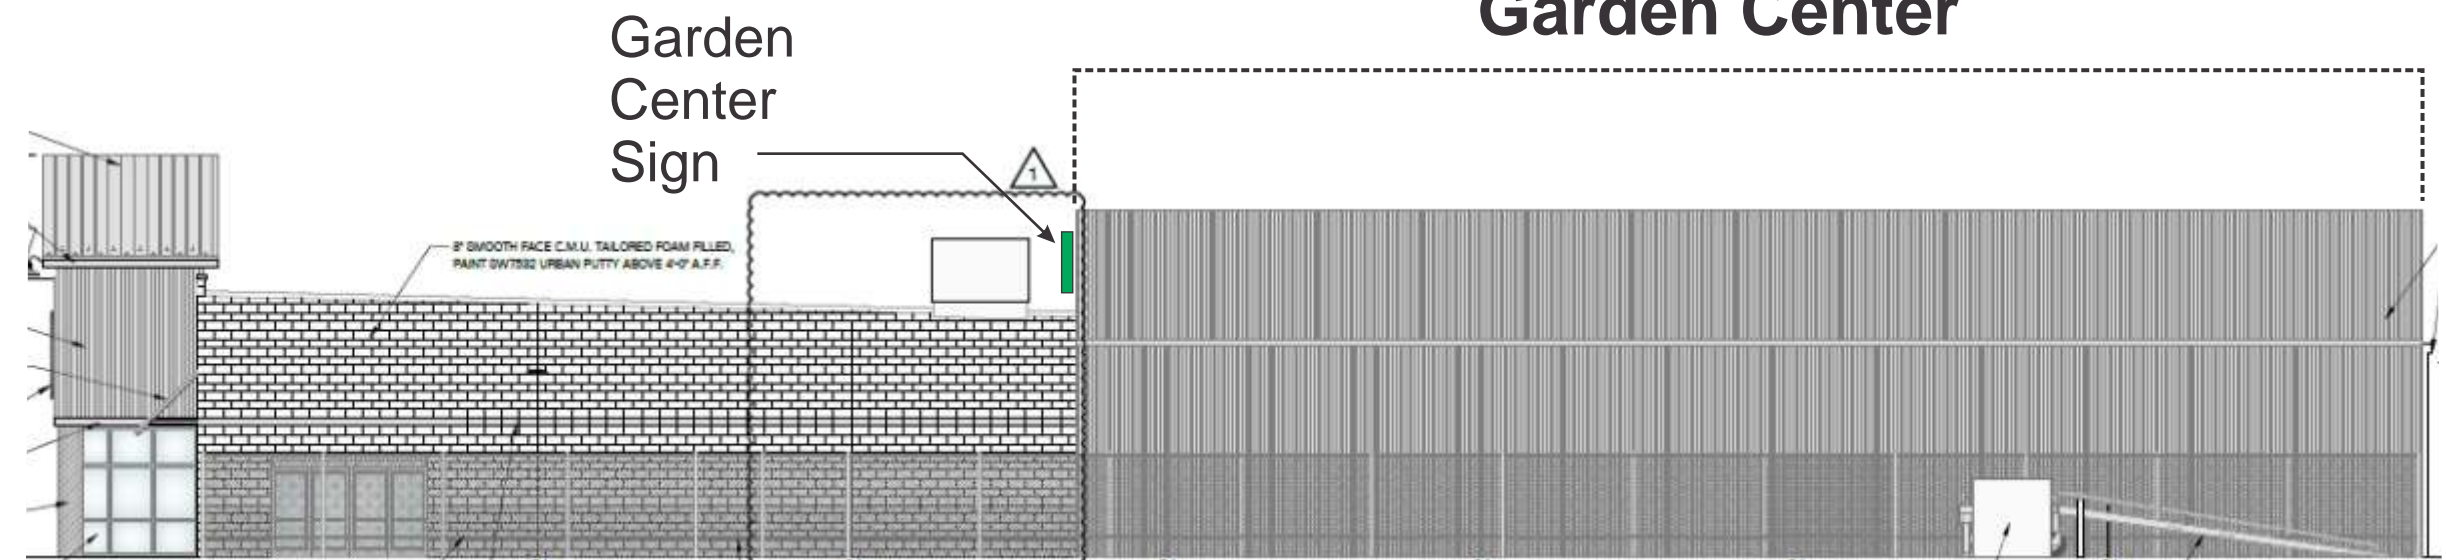 Garden Center
Garden
Center
Sign
1
8" SMOOTH FACE C.M.U. TAILORED FOAM FILLED,
PAINT SW7532 URBAN PUTTY ABOVE 4'-0" A.F.F.